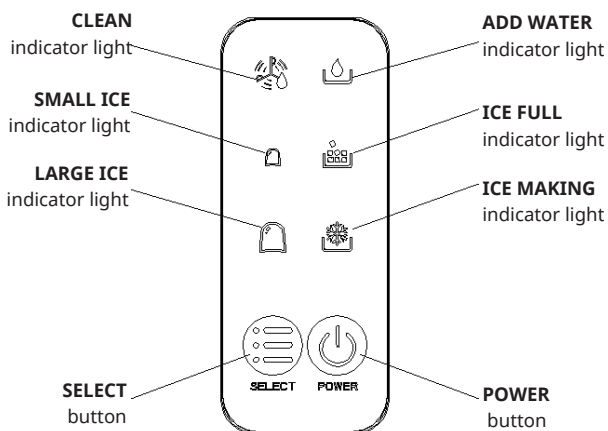 CLEAN
indicator light
SMALL ICE
indicator light
LARGE ICE
indicator light
ADD WATER
indicator light
ICE FULL
indicator light
ICE MAKING
indicator light
SELECT
POWER
SELECT
button
POWER
button